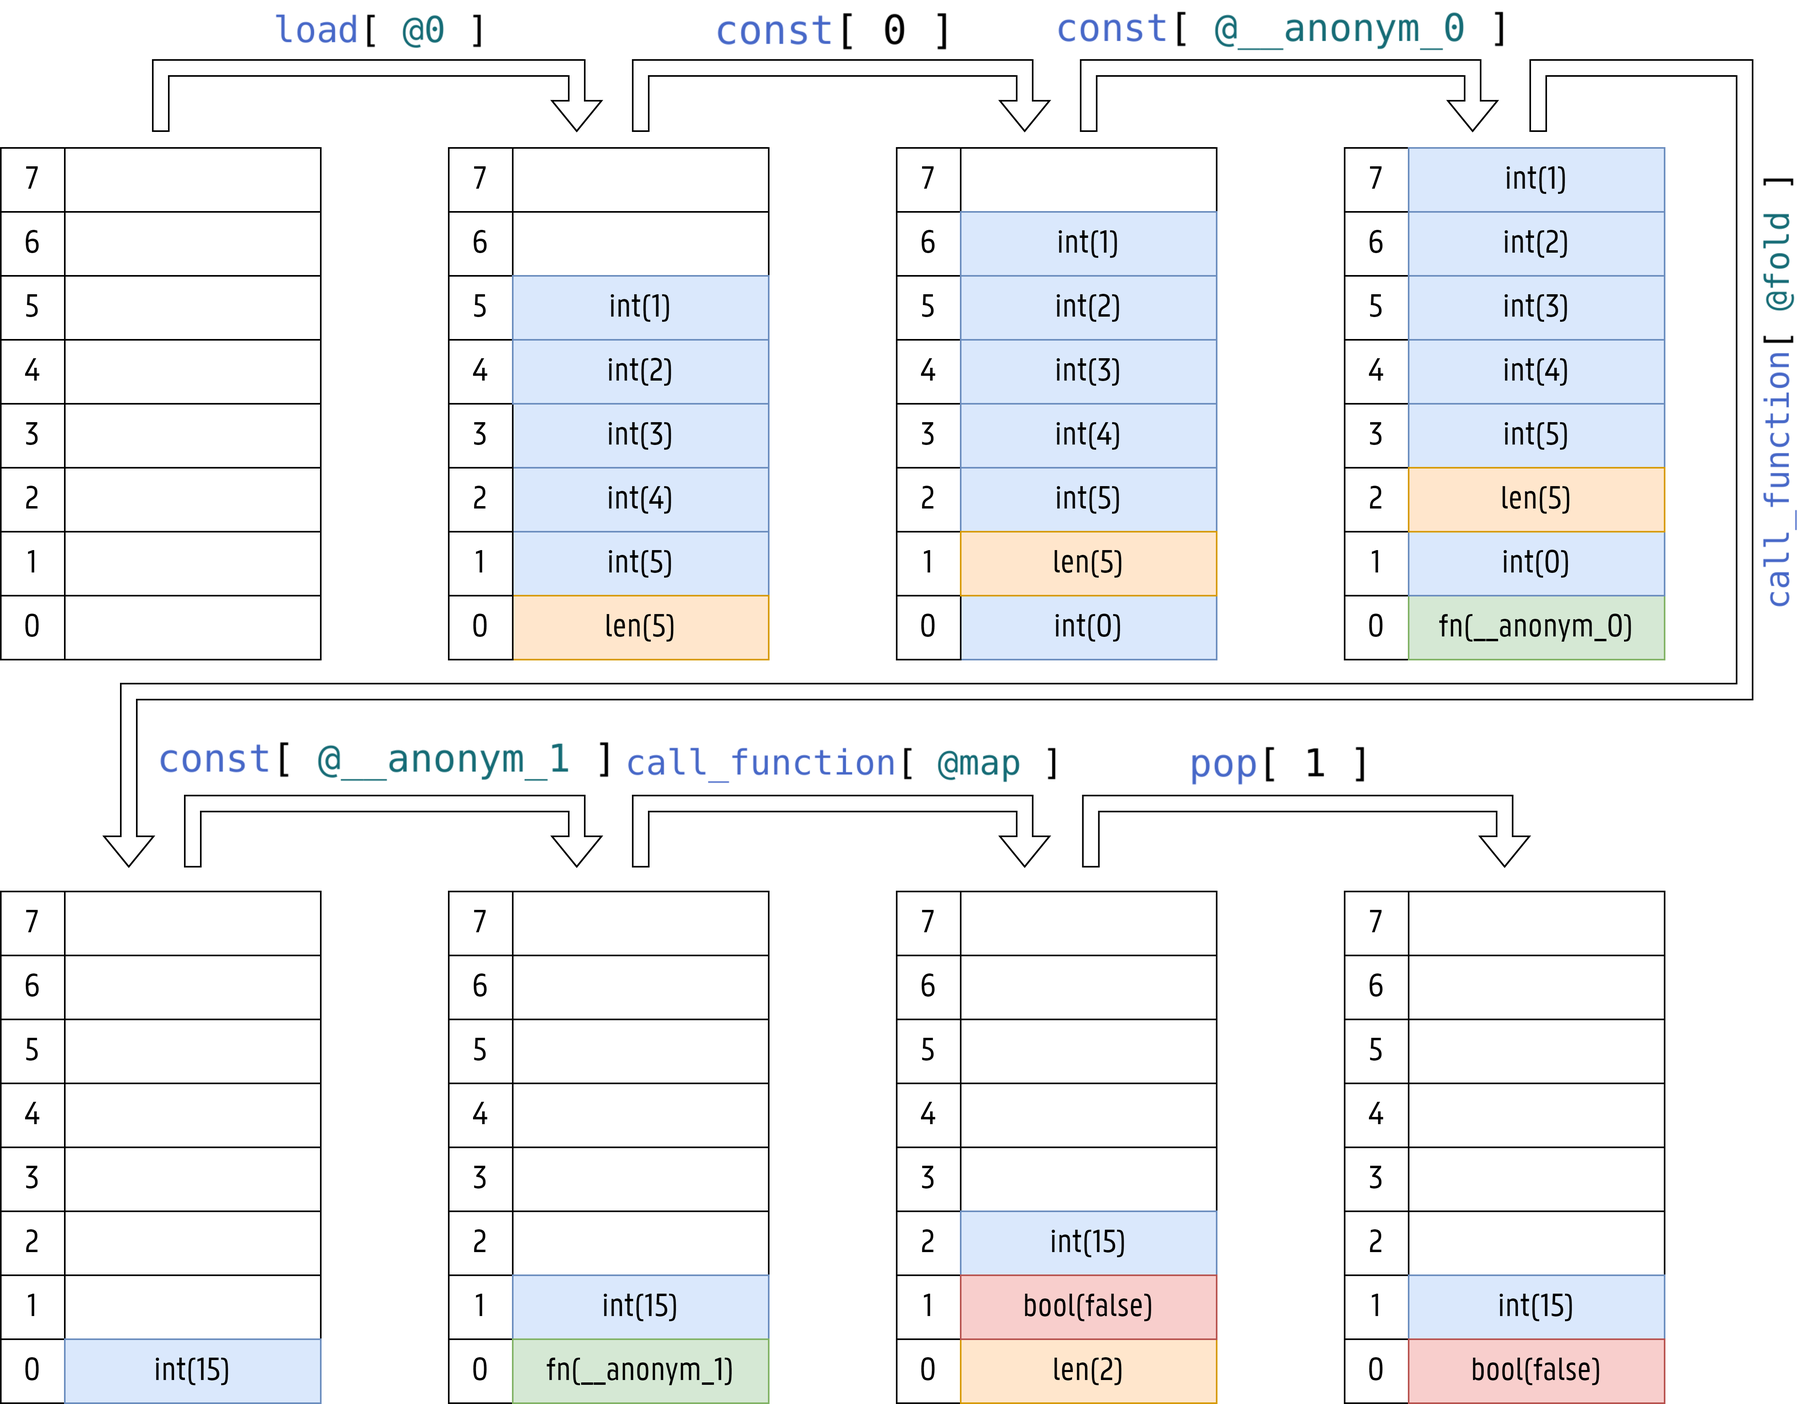 load[ @0 ]
const[ 0 ]
const[ @__anonym_0 ]
7
6
5
4
3
2
1
0
7
6
5 int(1)
4 int(2)
3 int(3)
2 int(4)
1 int(5)
0 len(5)
7
6 int(1)
5 int(2)
4 int(3)
3 int(4)
2 int(5)
1 len(5)
0 int(0)
7 int(1)
6 int(2)
5 int(3)
4 int(4)
3 int(5)
2 len(5)
1 int(0)
0 fn(__anonym_0)
call_function[ @fold ]
const[ @__anonym_1 ]
call_function[ @map ]
pop[ 1 ]
7
6
5
4
3
2
1
0 int(15)
7
6
5
4
3
2
1 int(15)
0 fn(__anonym_1)
7
6
5
4
3
2 int(15)
1 bool(false)
0 len(2)
7
6
5
4
3
2
1 int(15)
0 bool(false)